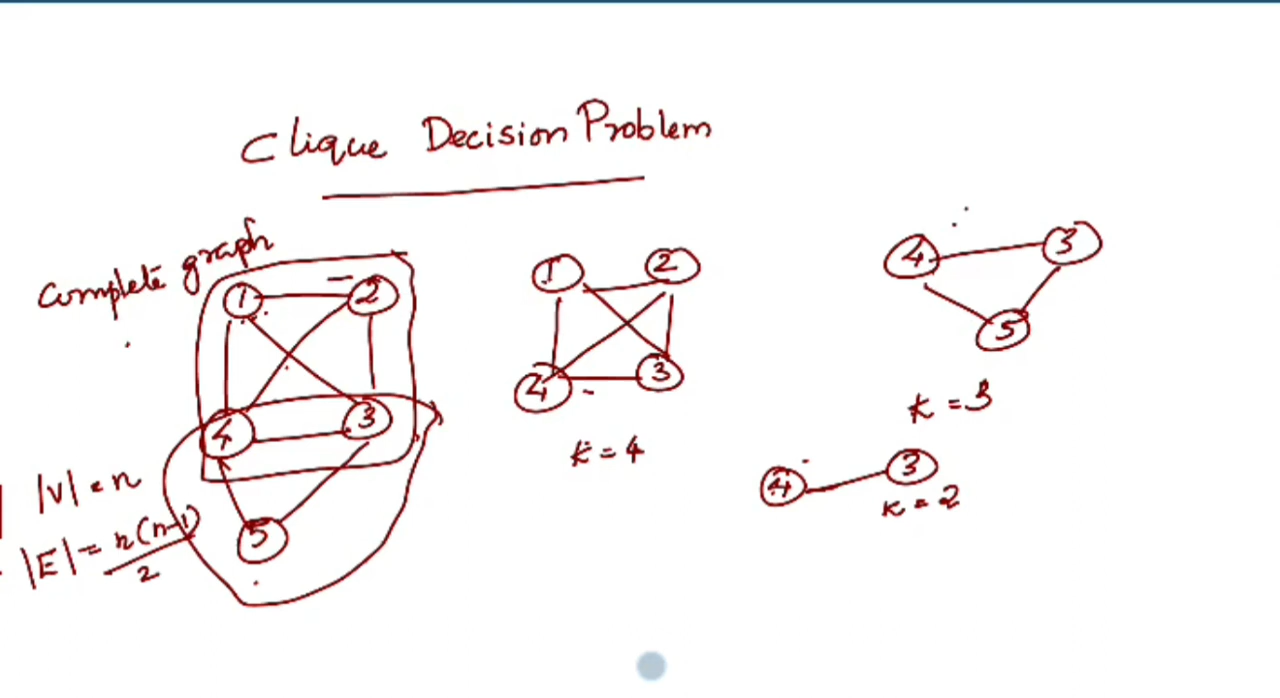 Clique Decision Problem
Complete graph
1 2
4 3
5
|V| = n
|E| = n(n-1)/2
1 2
4 3
K = 4
4 3
5
K = 3
4 3
K = 2